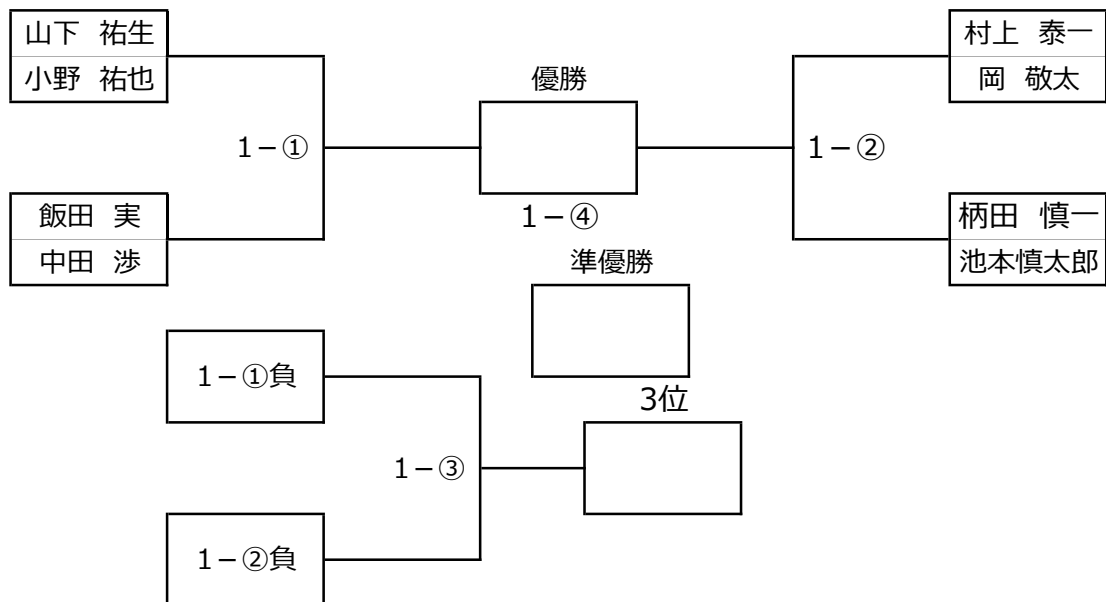 山下　祐生
小野　祐也
村上　泰一
岡　敬太
優勝
1－①
1－②
飯田　実
中田　渉
1－④
柄田　慎一
池本慎太郎
準優勝
1－①負
3位
1－③
1－②負